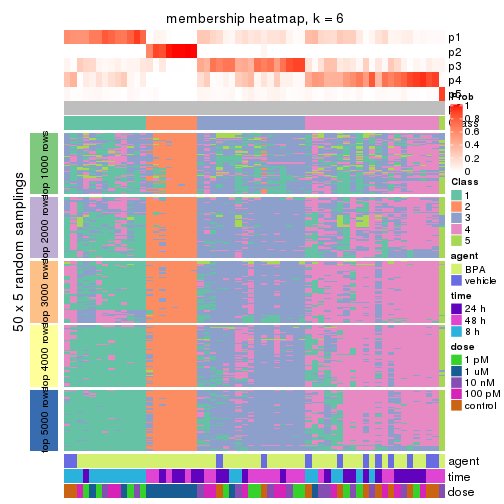 membership heatmap, k = 6
p1
p2
p3
p4
p5
Prob
1
0.8
0.6
0.4
0.2
0
Class
1
2
3
4
5
agent
BPA
vehicle
time
24 h
48 h
8 h
dose
1 pM
1 uM
10 nM
100 pM
control
50 x 5 random samplings
top 1000 rows
top 2000 rows
top 3000 rows
top 4000 rows
top 5000 rows
agent
time
dose